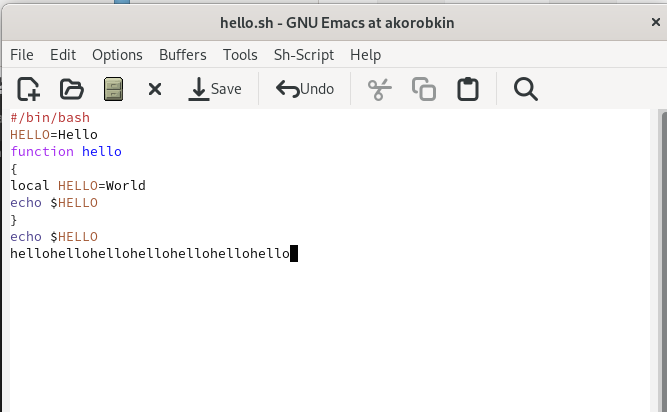 hello.sh - GNU Emacs at akorobkin
File Edit Options Buffers Tools Sh-Script Help
Save Undo
#/bin/bash
HELLO=Hello
function hello
{
local HELLO=World
echo $HELLO
}
echo $HELLO
hellohellohellohellohellohellohello